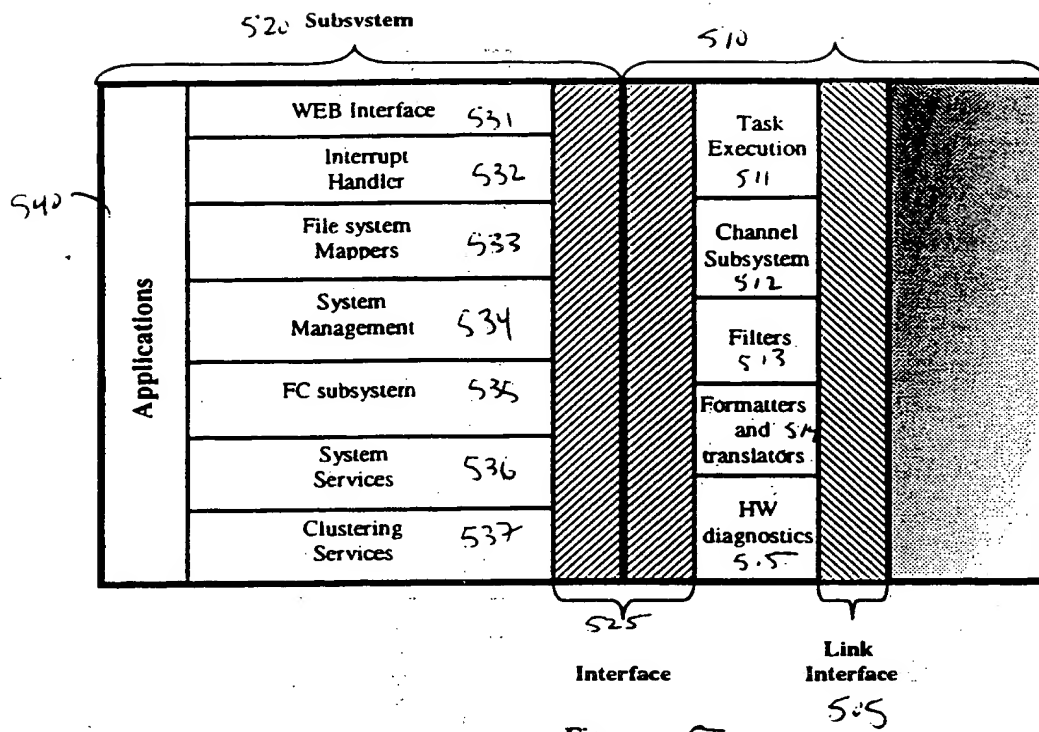 520 Subsystem
510
WEB Interface 531
Interrupt
Handler 532
File system
Mappers 533
System
Management 534
FC subsystem 535
System
Services 536
Clustering
Services 537
540
Applications
Task
Execution
511
Channel
Subsystem
512
Filters
513
Formatters
and 514
translators
HW
diagnostics
515
525
Interface
Link
Interface
505